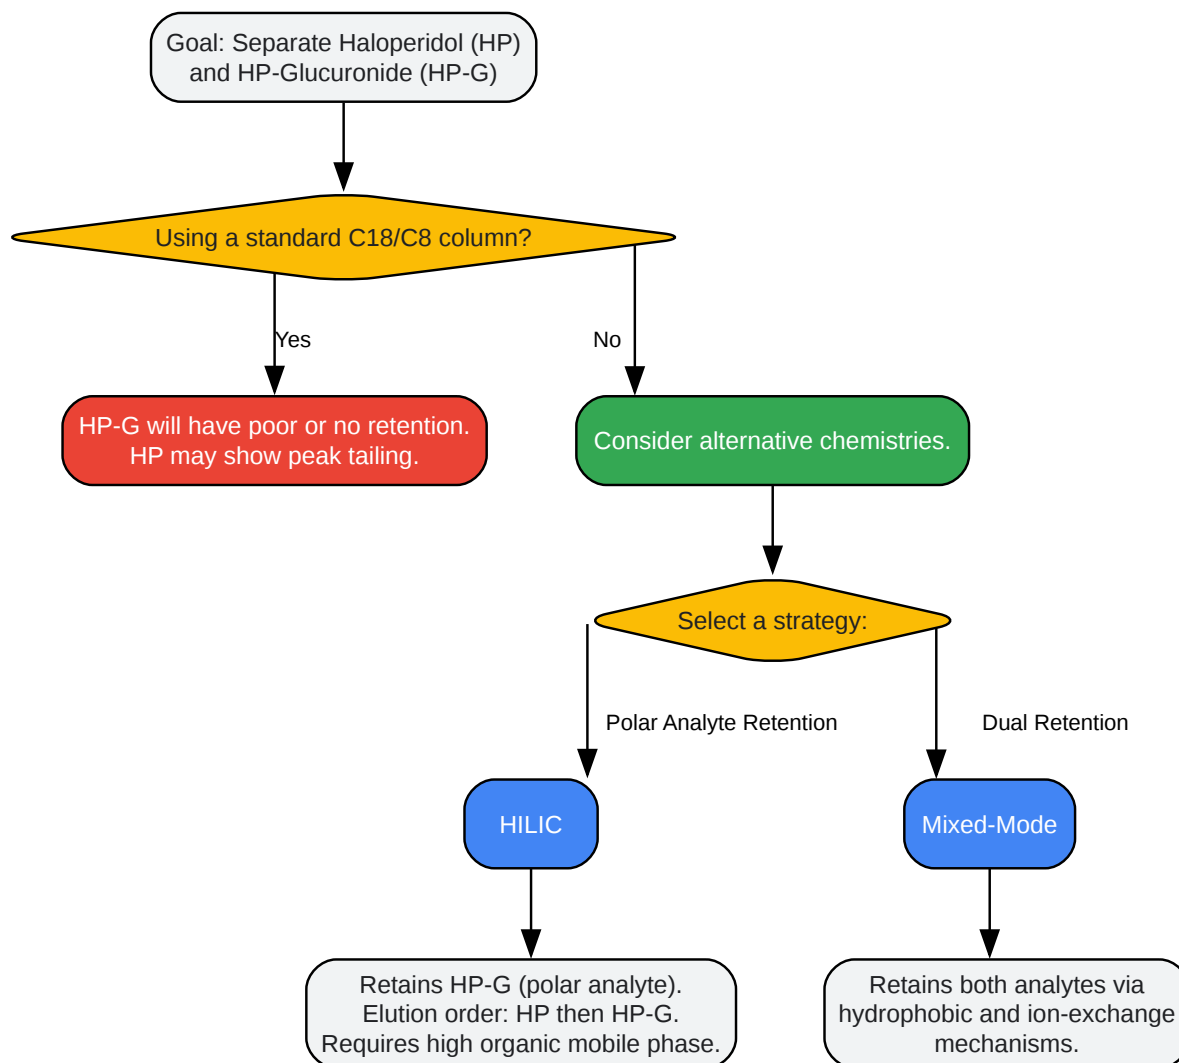 Goal: Separate Haloperidol (HP)
and HP-Glucuronide (HP-G)
Using a standard C18/C8 column?
Yes
No
HP-G will have poor or no retention.
HP may show peak tailing.
Consider alternative chemistries.
Select a strategy:
Polar Analyte Retention
Dual Retention
HILIC
Mixed-Mode
Retains HP-G (polar analyte).
Elution order: HP then HP-G.
Requires high organic mobile phase.
Retains both analytes via
hydrophobic and ion-exchange
mechanisms.